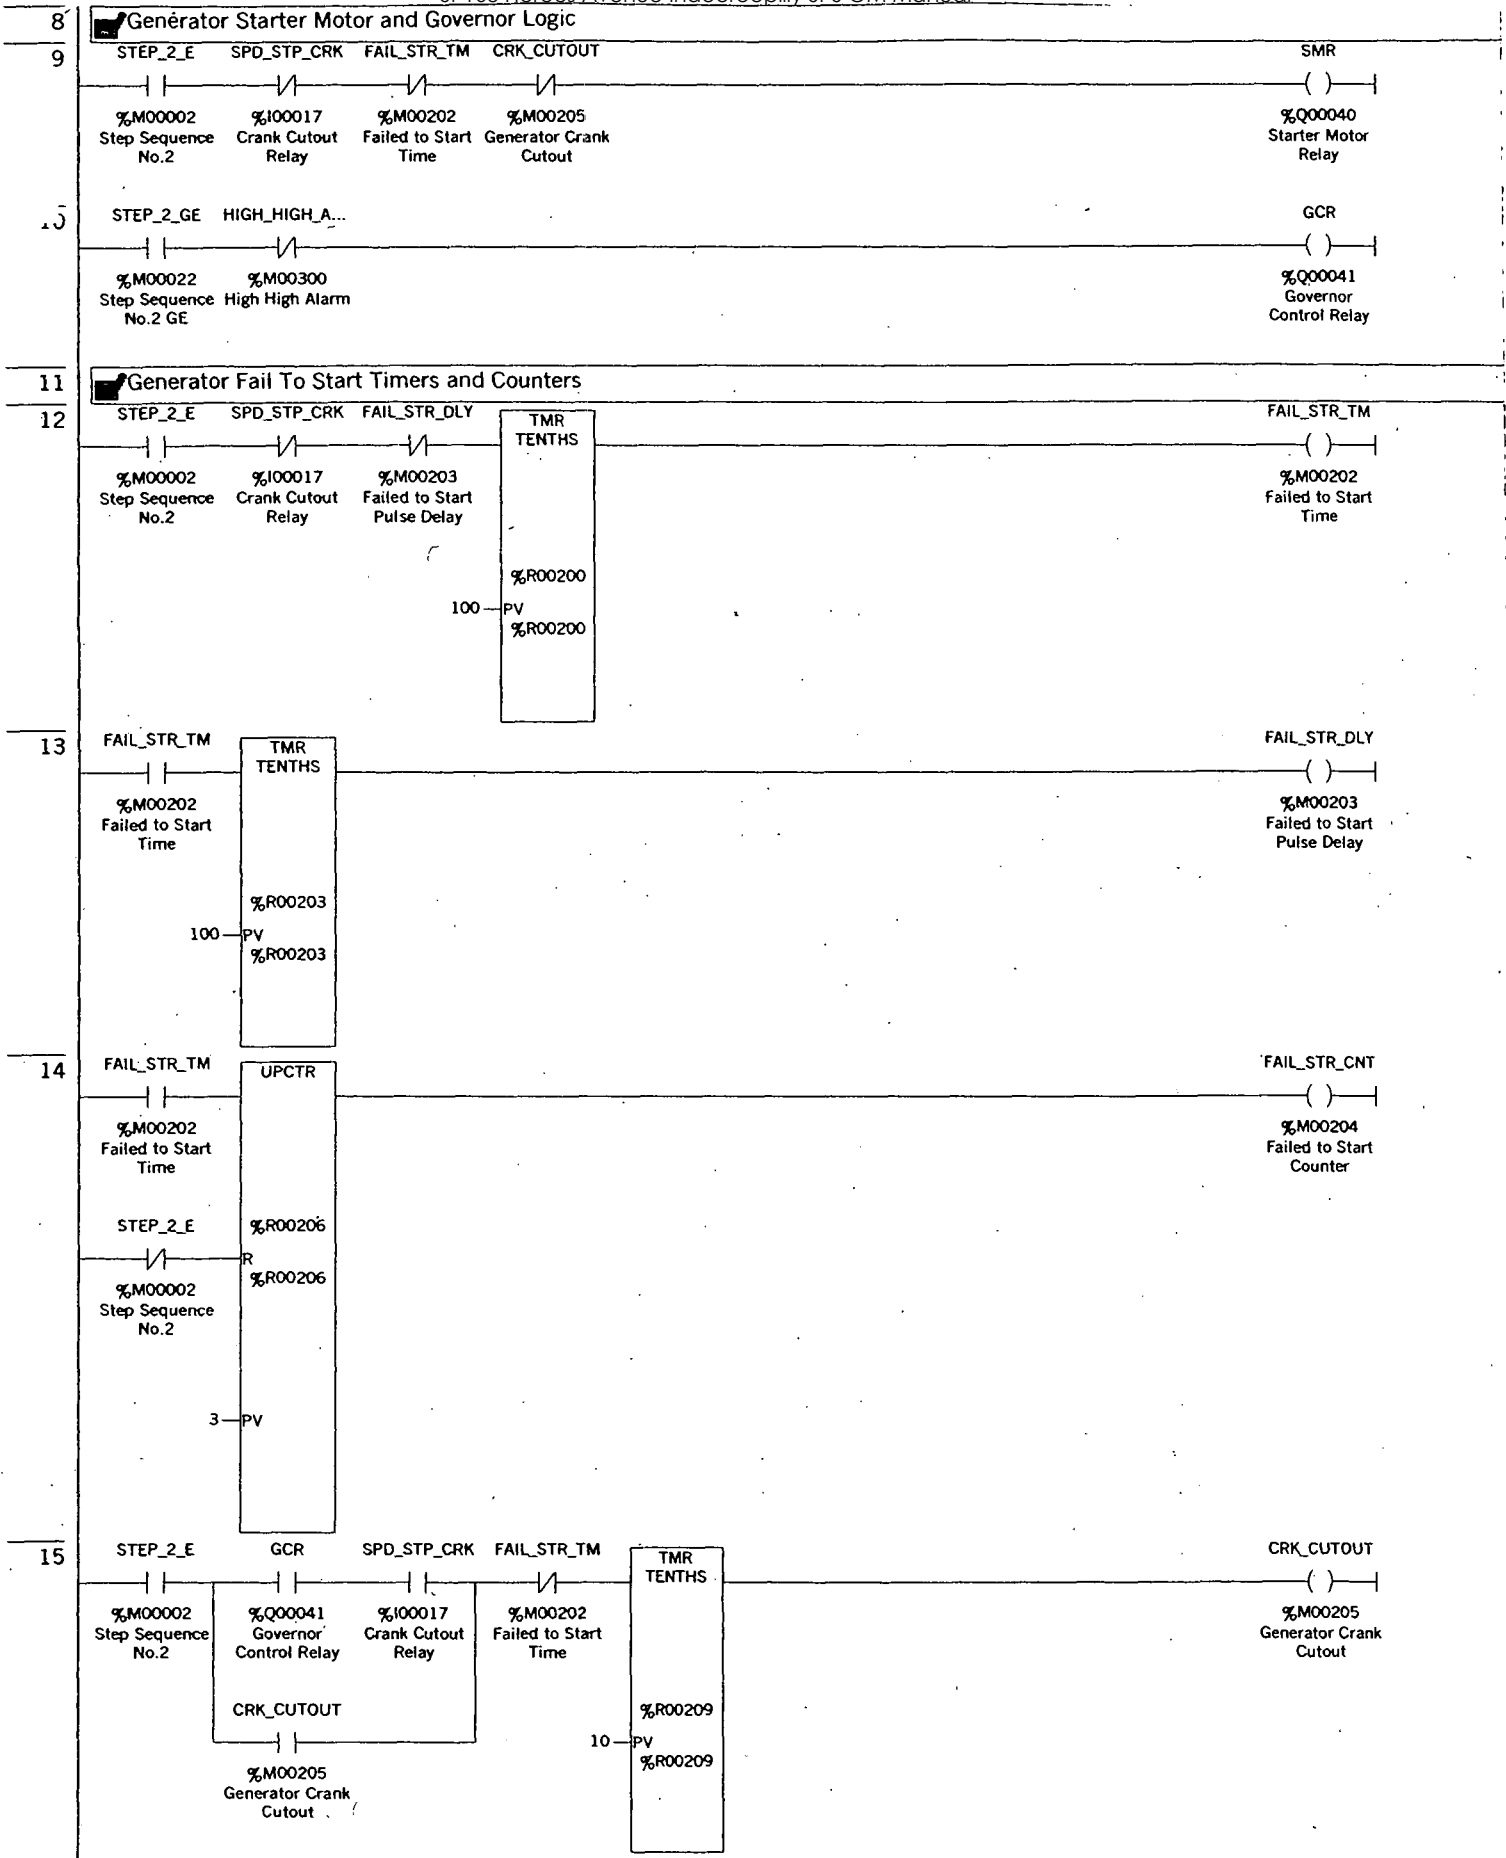 8 Generator Starter Motor and Governor Logic
9 STEP_2_E SPD_STP_CRK FAIL_STR_TM CRK_CUTOUT SMR
%M00002 %I00017 %M00202 %M00205 %Q00040
Step Sequence Crank Cutout Failed to Start Generator Crank Starter Motor
No.2 Relay Time Cutout Relay
STEP_2_GE HIGH_HIGH_A... GCR
%M00022 %M00300 %Q00041
Step Sequence High High Alarm Governor
No.2 GE Control Relay
11 Generator Fail To Start Timers and Counters
12 STEP_2_E SPD_STP_CRK FAIL_STR_DLY TMR FAIL_STR_TM
TENTHS
%M00002 %I00017 %M00203 %M00202
Step Sequence Crank Cutout Failed to Start Failed to Start
No.2 Relay Pulse Delay Time
%R00200
100 PV
%R00200
13 FAIL_STR_TM TMR FAIL_STR_DLY
TENTHS
%M00202 %M00203
Failed to Start Failed to Start
Time Pulse Delay
%R00203
100 PV
%R00203
14 FAIL_STR_TM UPCTR FAIL_STR_CNT
%M00202 %M00204
Failed to Start Failed to Start
Time Counter
STEP_2_E %R00206
R
%M00002 %R00206
Step Sequence
No.2
3 PV
15 STEP_2_E GCR SPD_STP_CRK FAIL_STR_TM TMR CRK_CUTOUT
TENTHS
%M00002 %Q00041 %I00017 %M00202 %M00205
Step Sequence Governor Crank Cutout Failed to Start Generator Crank
No.2 Control Relay Relay Time Cutout
CRK_CUTOUT %R00209
10 PV
%M00205 %R00209
Generator Crank
Cutout